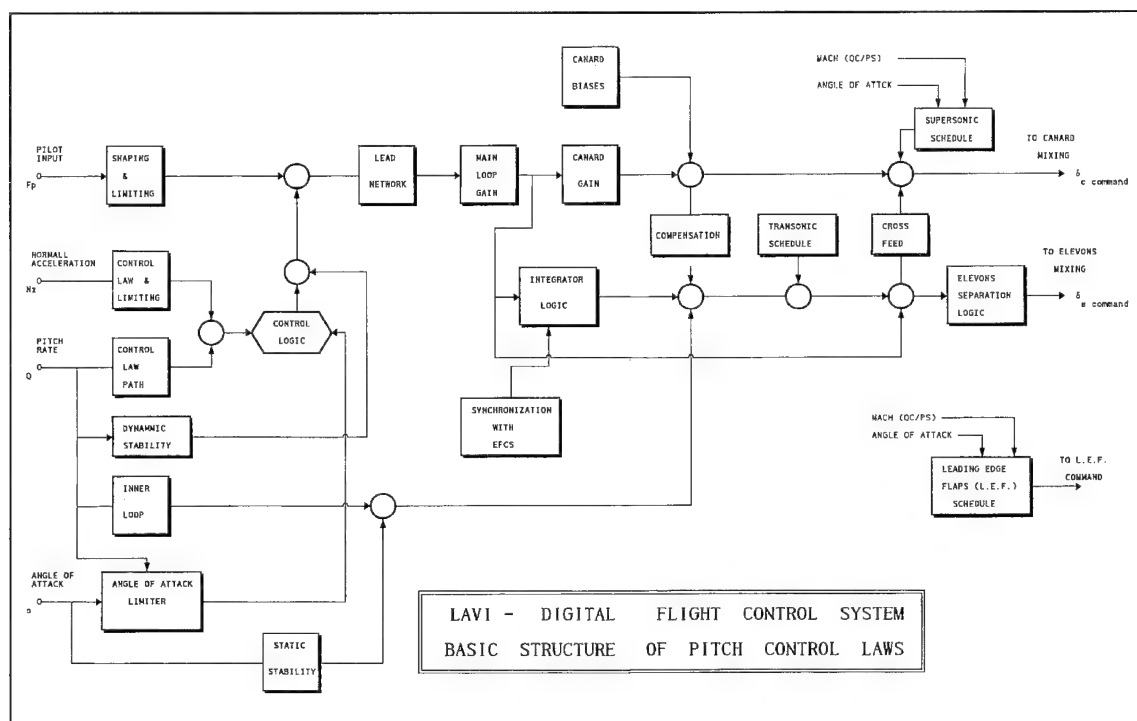 CANARD
BIASES
MACH (QC/PS)
ANGLE OF ATTCK
SUPERSONIC
SCHEDULE
TO CANARD
MIXING
δ c command
PILOT
INPUT
Fp
SHAPING
&
LIMITING
LEAD
NETWORK
MAIN
LOOP
GAIN
CANARD
GAIN
COMPENSATION
TRANSONIC
SCHEDULE
CROSS
FEED
NORMALL
ACCELERATION
Nz
CONTROL
LAW &
LIMITING
CONTROL
LOGIC
INTEGRATOR
LOGIC
ELEVONS
SEPARATION
LOGIC
TO ELEVONS
MIXING
δ e command
PITCH
RATE
Q
CONTROL
LAW
PATH
SYNCHRONIZATION
WITH
EFCS
DYNAMMIC
STABILITY
MACH (QC/PS)
ANGLE OF ATTACK
LEADING EDGE
FLAPS (L.E.F.)
SCHEDULE
TO L.E.F.
COMMAND
INNER
LOOP
ANGLE OF
ATTACK
ANGLE OF ATTACK
LIMITER
STATIC
STABILITY
LAVI - DIGITAL FLIGHT CONTROL SYSTEM
BASIC STRUCTURE OF PITCH CONTROL LAWS